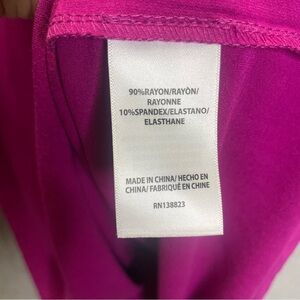 90%RAYON/RAYÓN/
RAYONNE
10%SPANDEX/ELASTANO/
ELASTHANE
MADE IN CHINA/ HECHO EN
CHINA/ FABRIQUÉ EN CHINE
RN138823